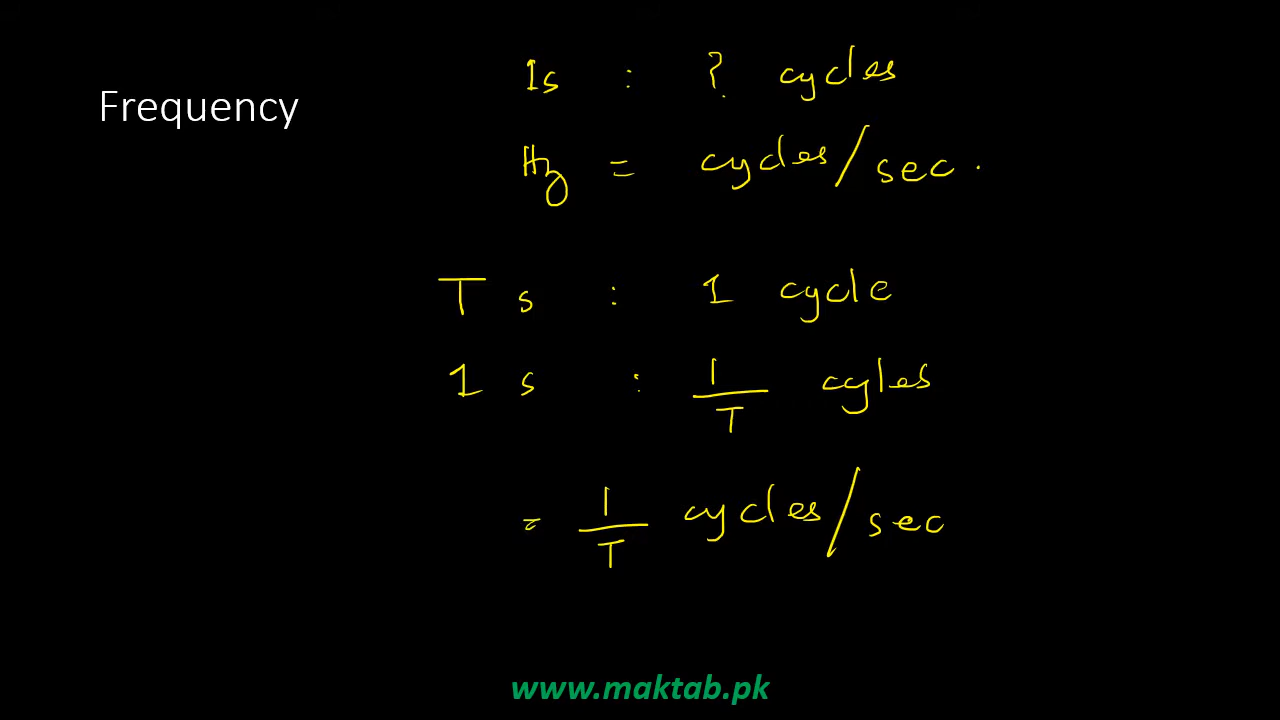 Frequency
1s : ? cycles
Hz = cycles/sec.
T s : 1 cycle
1 s : 1/T cycles
= 1/T cycles/sec
www.maktab.pk